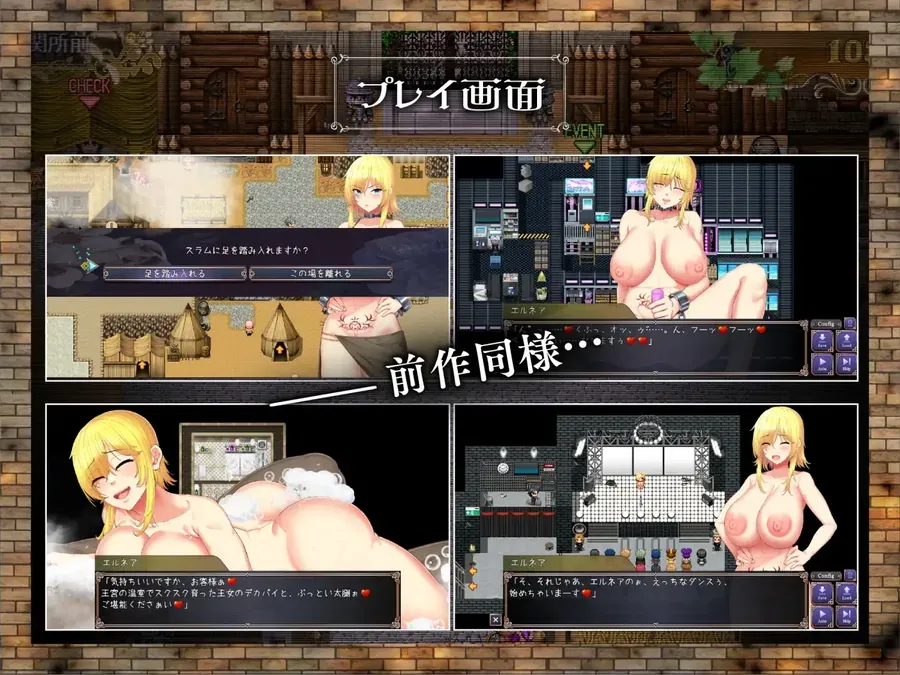 関所前
CHECK
プレイ画面
EVENT
スラムに足を踏み入れますか?
足を踏み入れる
この場を離れる
エルネア
Config
Save
Load
Auto
Skip
前作同様…
エルネア
「気持ちいいですか、お客様ぁ♥
王宮の温室でスクスク育った王女のデカパイと、ぶっとい太腿ぉ♥
ご堪能くださぁい♥」
エルネア
「そ、それじゃあ、エルネアのぉ、えっちなダンスぅ、
始めちゃいまーす♥」
Config
Save
Load
Auto
Skip